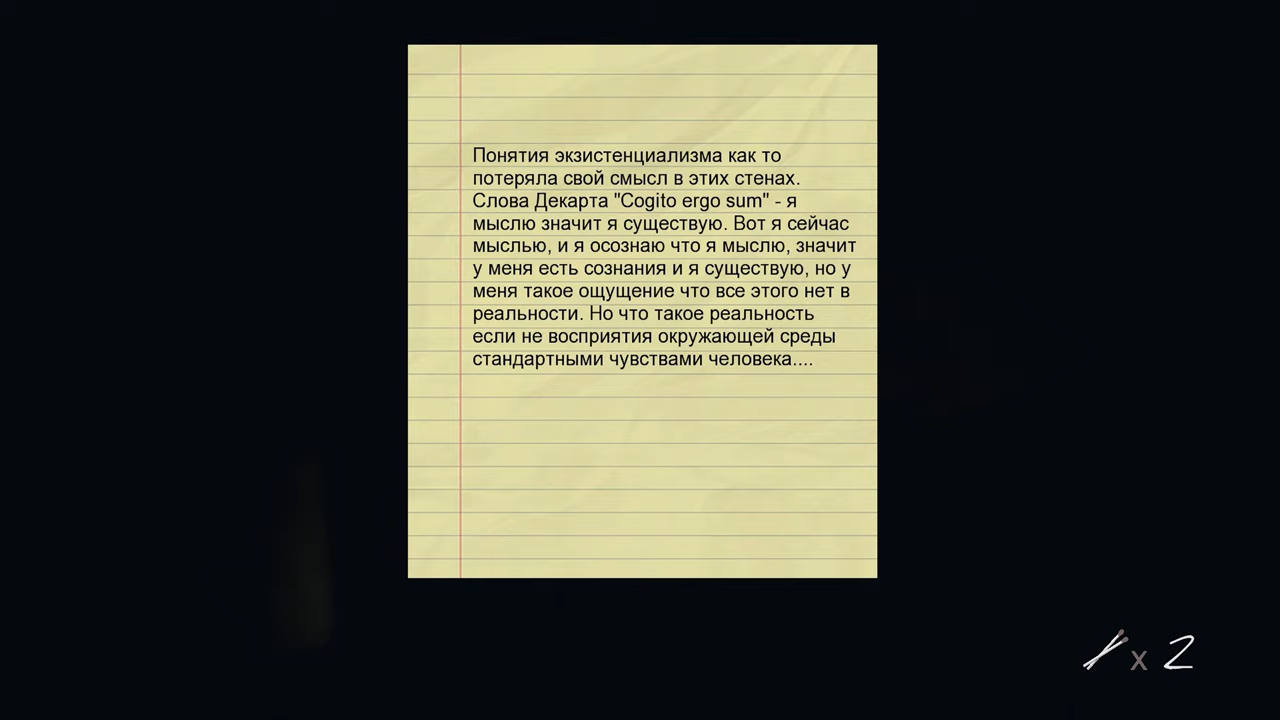 Понятия экзистенциализма как то
потеряла свой смысл в этих стенах.
Слова Декарта "Cogito ergo sum" - я
мыслю значит я существую. Вот я сейчас
мыслью, и я осознаю что я мыслю, значит
у меня есть сознания и я существую, но у
меня такое ощущение что все этого нет в
реальности. Но что такое реальность
если не восприятия окружающей среды
стандартными чувствами человека....
x 2